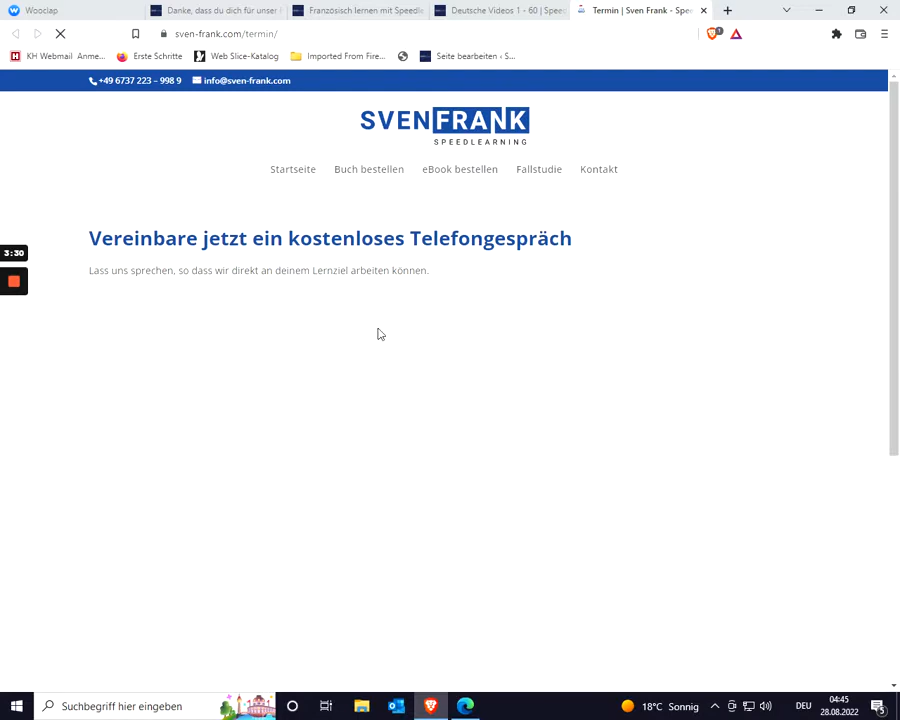 Wooclap
Danke, dass du dich für unser
Französisch lernen mit Speedle
Deutsche Videos 1 - 60 | Speed
Termin | Sven Frank - Spee
sven-frank.com/termin/
1
KH Webmail Anme...
Erste Schritte
Web Slice-Katalog
Imported From Fire...
Seite bearbeiten ‹ S...
+49 6737 223 – 998 9
info@sven-frank.com
SVENFRANK
SPEEDLEARNING
Startseite
Buch bestellen
eBook bestellen
Fallstudie
Kontakt
Vereinbare jetzt ein kostenloses Telefongespräch
Lass uns sprechen, so dass wir direkt an deinem Lernziel arbeiten können.
3:30
Suchbegriff hier eingeben
18°C Sonnig
DEU
04:45
28.08.2022
5